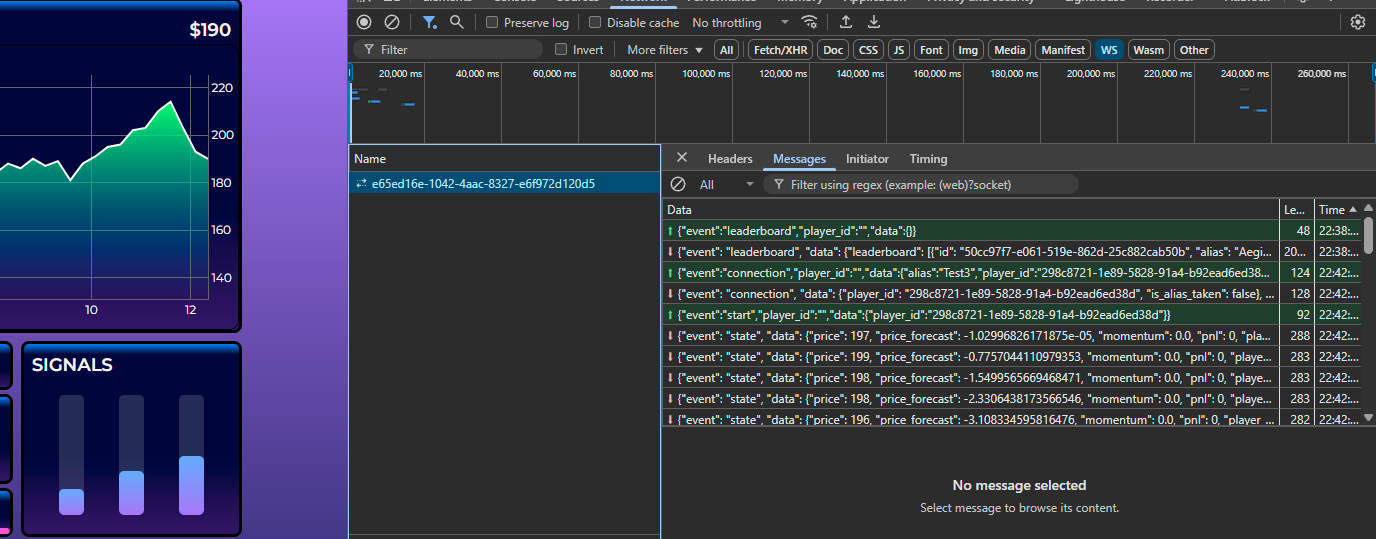 $190
220
200
180
160
140
10
12
SIGNALS
Preserve log
Disable cache
No throttling
Filter
Invert
More filters
All
Fetch/XHR
Doc
CSS
JS
Font
Img
Media
Manifest
WS
Wasm
Other
20,000 ms
40,000 ms
60,000 ms
80,000 ms
100,000 ms
120,000 ms
140,000 ms
160,000 ms
180,000 ms
200,000 ms
220,000 ms
240,000 ms
260,000 ms
Name
e65ed16e-1042-4aac-8327-e6f972d120d5
Headers
Messages
Initiator
Timing
All
Filter using regex (example: (web)?socket)
Data Le... Time
{"event":"leaderboard","player_id":"","data":{}} 48 22:38:...
{"event": "leaderboard", "data": {"leaderboard": [{"id": "50cc97f7-e061-519e-862d-25c882cab50b", "alias": "Aegi... 20... 22:38:...
{"event":"connection","player_id":"","data":{"alias":"Test3","player_id":"298c8721-1e89-5828-91a4-b92ead6ed38... 124 22:42:...
{"event": "connection", "data": {"player_id": "298c8721-1e89-5828-91a4-b92ead6ed38d", "is_alias_taken": false}, ... 128 22:42:...
{"event":"start","player_id":"","data":{"player_id":"298c8721-1e89-5828-91a4-b92ead6ed38d"}} 92 22:42:...
{"event": "state", "data": {"price": 197, "price_forecast": -1.02996826171875e-05, "momentum": 0.0, "pnl": 0, "pla... 288 22:42:...
{"event": "state", "data": {"price": 199, "price_forecast": -0.7757044110979353, "momentum": 0.0, "pnl": 0, "playe... 283 22:42:...
{"event": "state", "data": {"price": 198, "price_forecast": -1.5499565669468471, "momentum": 0.0, "pnl": 0, "playe... 283 22:42:...
{"event": "state", "data": {"price": 198, "price_forecast": -2.3306438173566546, "momentum": 0.0, "pnl": 0, "playe... 283 22:42:...
{"event": "state", "data": {"price": 196, "price_forecast": -3.108334595816476, "momentum": 0.0, "pnl": 0, "player_... 282 22:42:...
No message selected
Select message to browse its content.